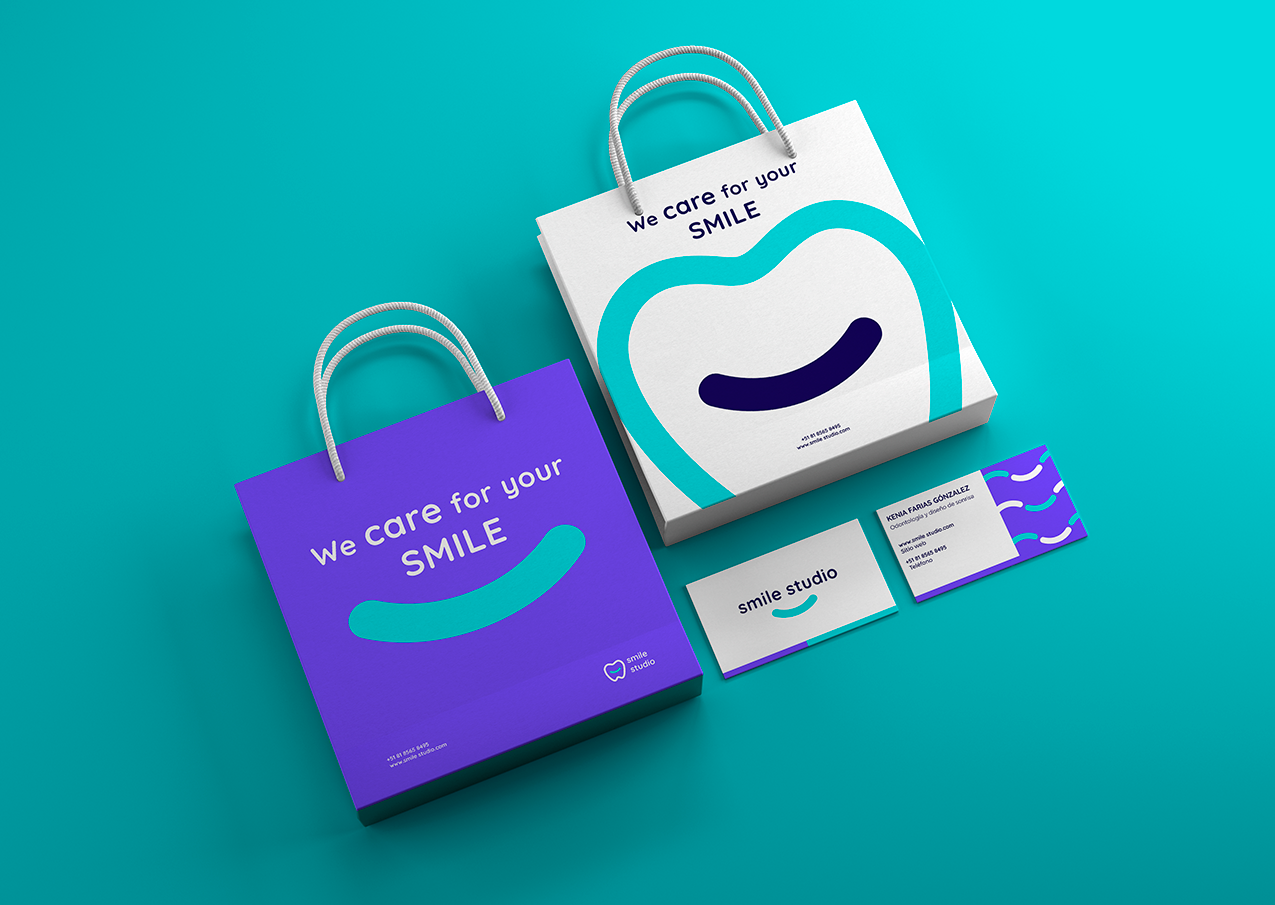 We care for your
SMILE
+51 81 8565 8495
www.smile studio.com
We care for your
SMILE
smile
studio
+51 81 8565 8495
www.smile studio.com
smile studio
KENIA FARIAS GÓNZALEZ
Odontología y diseño de sonrisa
www.smile studio.com
Sitio web
+51 81 8565 8495
Teléfono